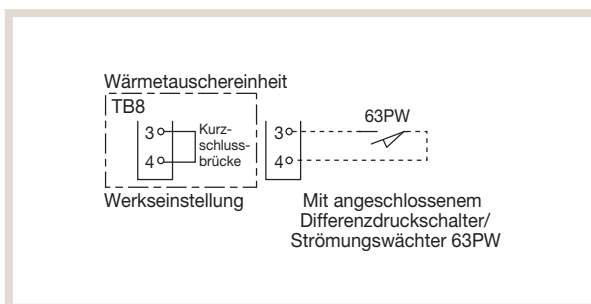 Wärmetauschereinheit
TB8
3
4
Kurz-
schluss-
brücke
Werkseinstellung
3
4
63PW
Mit angeschlossenem
Differenzdruckschalter/
Strömungswächter 63PW